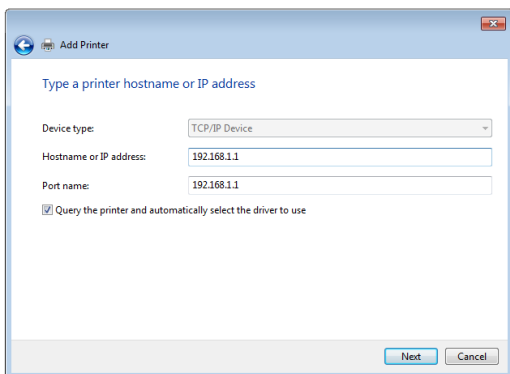 Add Printer
Type a printer hostname or IP address
Device type: TCP/IP Device
Hostname or IP address: 192.168.1.1
Port name: 192.168.1.1
Query the printer and automatically select the driver to use
Next Cancel